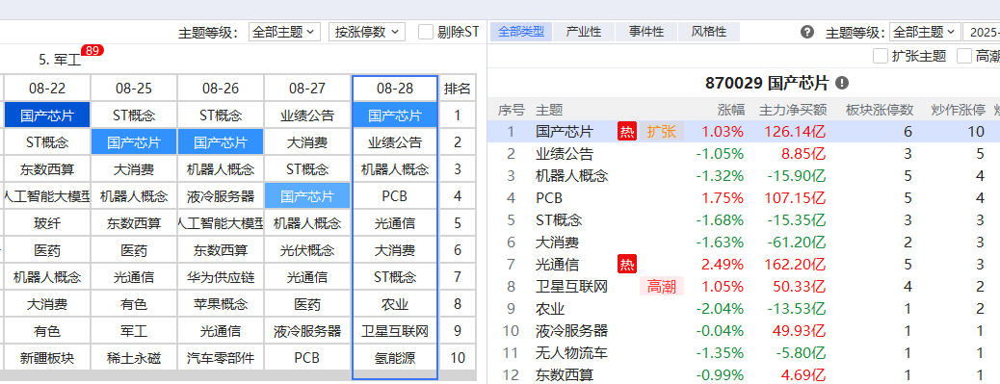 主题等级： 全部主题 按涨停数 剔除ST
5. 军工 89
08-22 08-25 08-26 08-27 08-28 排名
国产芯片 ST概念 ST概念 业绩公告 国产芯片 1
ST概念 国产芯片 国产芯片 大消费 业绩公告 2
东数西算 大消费 机器人概念 ST概念 机器人概念 3
人工智能大模型 机器人概念 液冷服务器 国产芯片 PCB 4
玻纤 东数西算 人工智能大模型 机器人概念 光通信 5
医药 医药 东数西算 光伏概念 大消费 6
机器人概念 光通信 华为供应链 光通信 ST概念 7
大消费 有色 苹果概念 医药 农业 8
有色 军工 光通信 液冷服务器 卫星互联网 9
新疆板块 稀土永磁 汽车零部件 PCB 氢能源 10
全部类型 产业性 事件性 风格性 ? 主题等级： 全部主题 2025-
扩张主题 高潮
870029 国产芯片
序号 主题 涨幅 主力净买额 板块涨停数 炒作涨停
1 国产芯片 热 扩张 1.03% 126.14亿 6 10
2 业绩公告 -1.05% 8.85亿 3 5
3 机器人概念 -1.32% -15.90亿 5 4
4 PCB 1.75% 107.15亿 5 4
5 ST概念 -1.68% -15.35亿 3 3
6 大消费 -1.63% -61.20亿 2 3
7 光通信 热 2.49% 162.20亿 5 3
8 卫星互联网 高潮 1.05% 50.33亿 4 2
9 农业 -2.04% -13.53亿 1 2
10 液冷服务器 -0.04% 49.93亿 1 1
11 无人物流车 -1.35% -5.80亿 1 1
12 东数西算 -0.99% 4.69亿 1 1